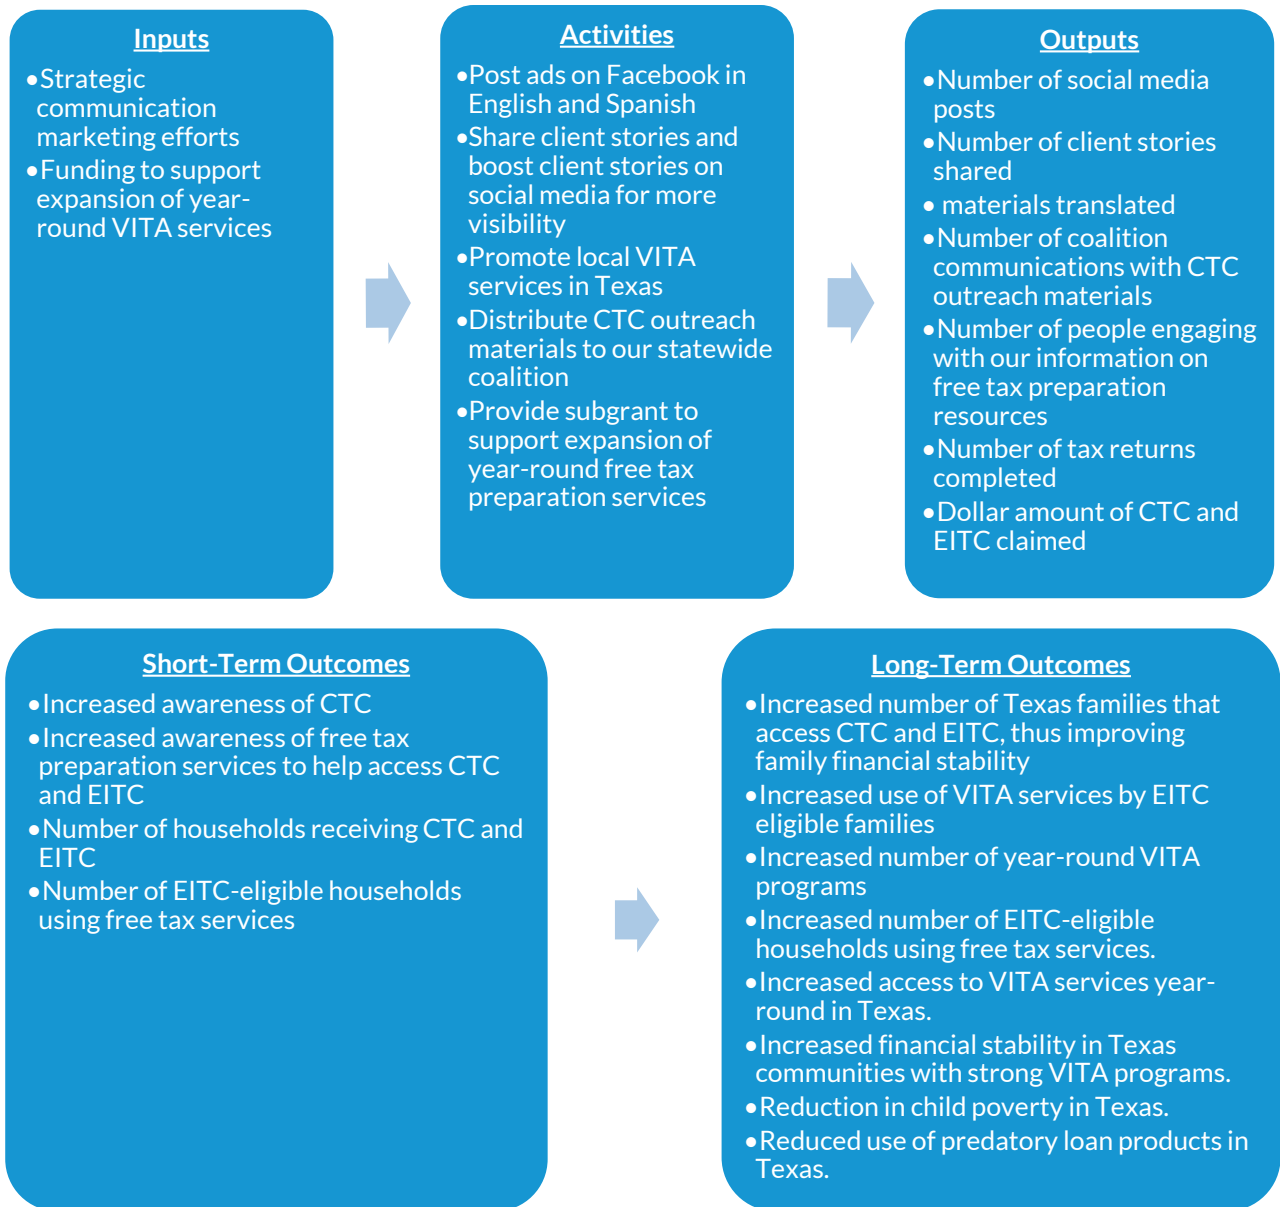 Inputs
•Strategic
communication
marketing efforts
•Funding to support
expansion of year-
round VITA services
Activities
•Post ads on Facebook in
English and Spanish
•Share client stories and
boost client stories on
social media for more
visibility
•Promote local VITA
services in Texas
•Distribute CTC outreach
materials to our statewide
coalition
•Provide subgrant to
support expansion of
year-round free tax
preparation services
Outputs
•Number of social media
posts
•Number of client stories
shared
• materials translated
•Number of coalition
communications with CTC
outreach materials
•Number of people engaging
with our information on
free tax preparation
resources
•Number of tax returns
completed
•Dollar amount of CTC and
EITC claimed
Short-Term Outcomes
•Increased awareness of CTC
•Increased awareness of free tax
preparation services to help access CTC
and EITC
•Number of households receiving CTC and
EITC
•Number of EITC-eligible households
using free tax services
Long-Term Outcomes
•Increased number of Texas families that
access CTC and EITC, thus improving
family financial stability
•Increased use of VITA services by EITC
eligible families
•Increased number of year-round VITA
programs
•Increased number of EITC-eligible
households using free tax services.
•Increased access to VITA services year-
round in Texas.
•Increased financial stability in Texas
communities with strong VITA programs.
•Reduction in child poverty in Texas.
•Reduced use of predatory loan products in
Texas.